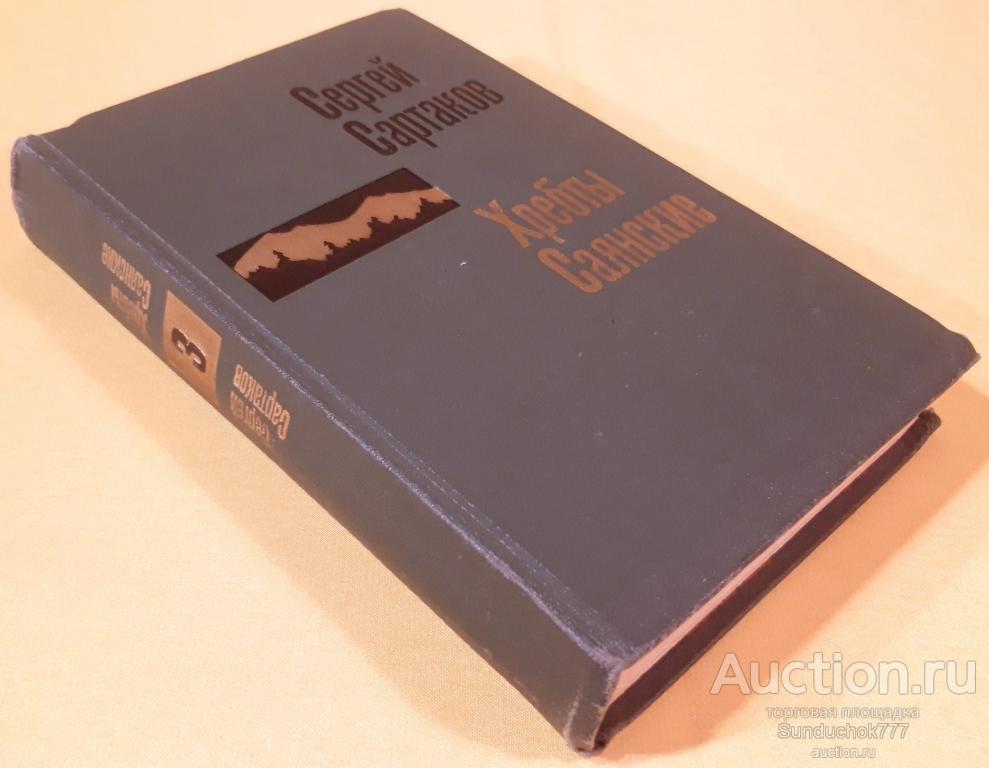 Сергей
Сартаков
Хребты
Саянские
Сергей
Сартаков
3
Хребты
Саянские
Auction.ru
торговая площадка
Sunduchok777
auction.ru